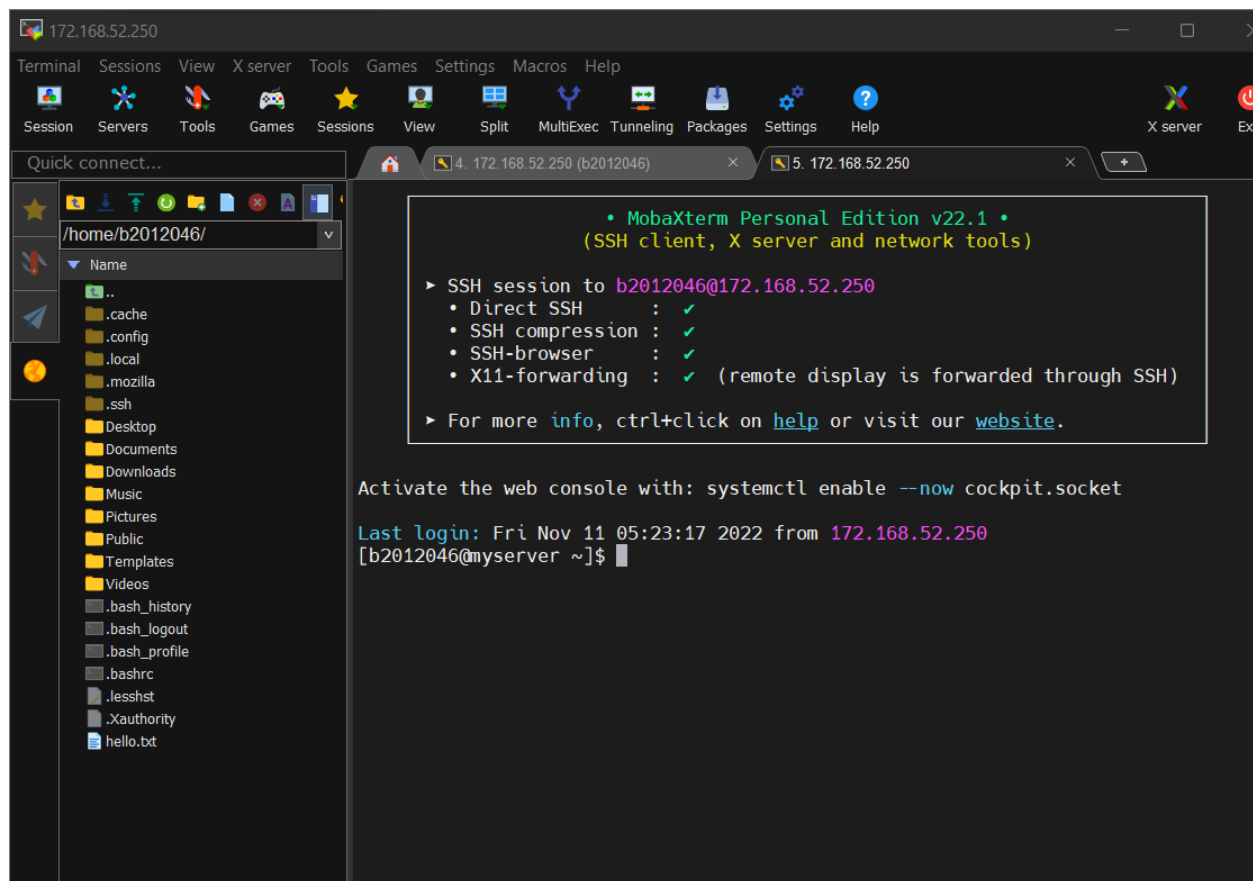 172.168.52.250
Terminal Sessions View X server Tools Games Settings Macros Help
Session Servers Tools Games Sessions View Split MultiExec Tunneling Packages Settings Help X server
Quick connect...
4. 172.168.52.250 (b2012046)
5. 172.168.52.250
/home/b2012046/
Name
..
.cache
.config
.local
.mozilla
.ssh
Desktop
Documents
Downloads
Music
Pictures
Public
Templates
Videos
.bash_history
.bash_logout
.bash_profile
.bashrc
.lesshst
.Xauthority
hello.txt
• MobaXterm Personal Edition v22.1 •
(SSH client, X server and network tools)
➤ SSH session to b2012046@172.168.52.250
• Direct SSH : ✔
• SSH compression : ✔
• SSH-browser : ✔
• X11-forwarding : ✔ (remote display is forwarded through SSH)
➤ For more info, ctrl+click on help or visit our website.
Activate the web console with: systemctl enable --now cockpit.socket
Last login: Fri Nov 11 05:23:17 2022 from 172.168.52.250
[b2012046@myserver ~]$